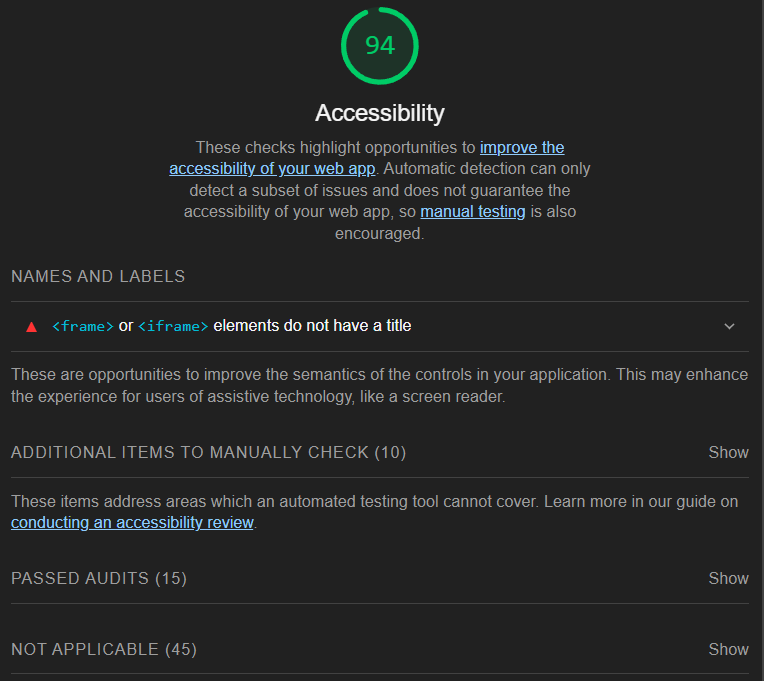 94
Accessibility
These checks highlight opportunities to improve the
accessibility of your web app. Automatic detection can only
detect a subset of issues and does not guarantee the
accessibility of your web app, so manual testing is also
encouraged.
NAMES AND LABELS
<frame> or <iframe> elements do not have a title
These are opportunities to improve the semantics of the controls in your application. This may enhance
the experience for users of assistive technology, like a screen reader.
ADDITIONAL ITEMS TO MANUALLY CHECK (10) Show
These items address areas which an automated testing tool cannot cover. Learn more in our guide on
conducting an accessibility review.
PASSED AUDITS (15) Show
NOT APPLICABLE (45) Show